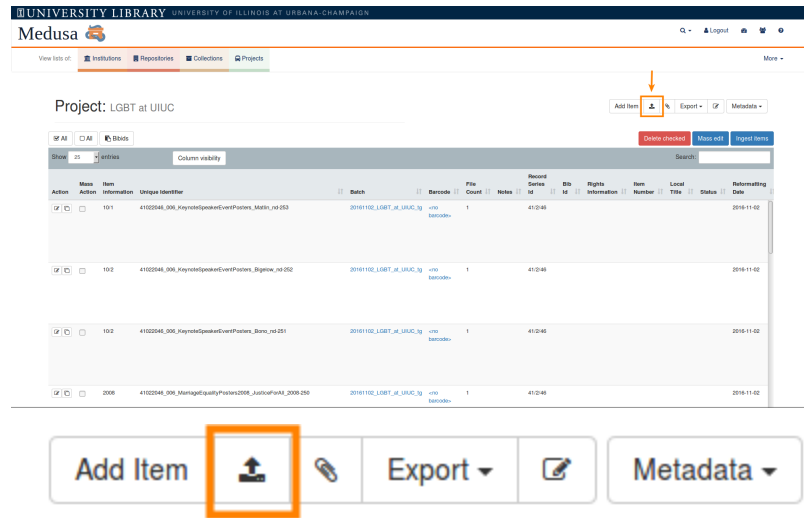 UNIVERSITY LIBRARY UNIVERSITY OF ILLINOIS AT URBANA-CHAMPAIGN
Medusa Logout
View lists of: Institutions Repositories Collections Projects More
Project: LGBT at UIUC
Add Item Export Metadata
All All Bibids Delete checked Mass edit Ingest items
Show 25 entries Column visibility Search:
Action Mass Action Item Information Unique Identifier Batch Barcode File Count Notes Record Series Id Bib Id Rights Information Item Number Local Title Status Reformatting Date
10/1 41022046_006_KeynoteSpeakerEventPosters_Matlin_nd-253 20161102_LGBT_at_UIUC_tg <no barcode> 1 41/2/46 2016-11-02
10/2 41022046_006_KeynoteSpeakerEventPosters_Bigelow_nd-252 20161102_LGBT_at_UIUC_tg <no barcode> 1 41/2/46 2016-11-02
10/2 41022046_006_KeynoteSpeakerEventPosters_Bono_nd-251 20161102_LGBT_at_UIUC_tg <no barcode> 1 41/2/46 2016-11-02
2008 41022046_006_MarriageEqualityPosters2008_JusticeForAll_2008-250 20161102_LGBT_at_UIUC_tg <no barcode> 1 41/2/46 2016-11-02
Add Item Export Metadata